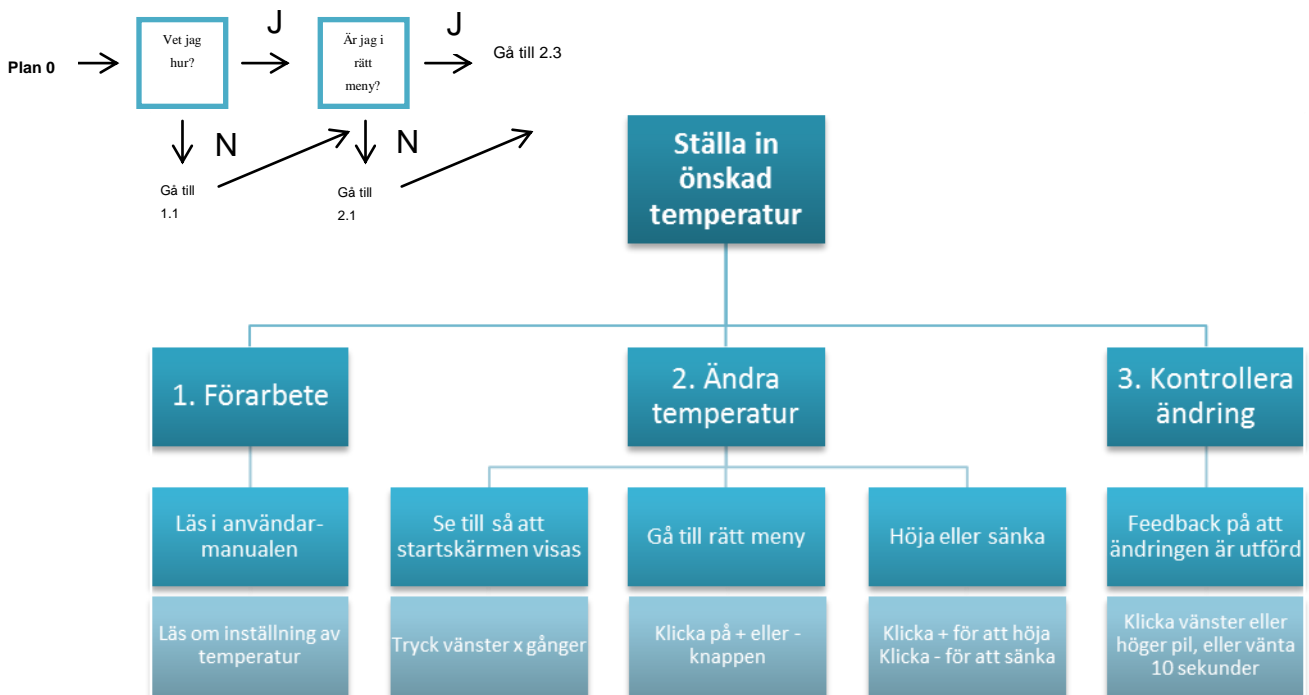 Plan 0
Vet jag
hur?
J
Är jag i
rätt
meny?
J
Gå till 2.3
N
N
Gå till
1.1
Gå till
2.1
Ställa in
önskad
temperatur
1. Förarbete
2. Ändra
temperatur
3. Kontrollera
ändring
Läs i användar-
manualen
Se till så att
startskärmen visas
Gå till rätt meny
Höja eller sänka
Feedback på att
ändringen är utförd
Läs om inställning av
temperatur
Tryck vänster x gånger
Klicka på + eller -
knappen
Klicka + för att höja
Klicka - för att sänka
Klicka vänster eller
höger pil, eller vänta
10 sekunder